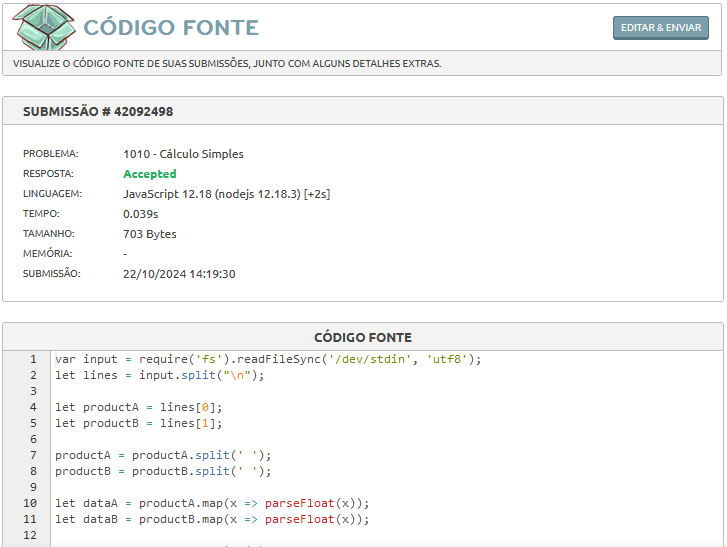 CÓDIGO FONTE
EDITAR & ENVIAR
VISUALIZE O CÓDIGO FONTE DE SUAS SUBMISSÕES, JUNTO COM ALGUNS DETALHES EXTRAS.
SUBMISSÃO # 42092498
PROBLEMA: 1010 - Cálculo Simples
RESPOSTA: Accepted
LINGUAGEM: JavaScript 12.18 (nodejs 12.18.3) [+2s]
TEMPO: 0.039s
TAMANHO: 703 Bytes
MEMÓRIA: -
SUBMISSÃO: 22/10/2024 14:19:30
CÓDIGO FONTE
1 var input = require('fs').readFileSync('/dev/stdin', 'utf8');
2 let lines = input.split("\n");
3
4 let productA = lines[0];
5 let productB = lines[1];
6
7 productA = productA.split(' ');
8 productB = productB.split(' ');
9
10 let dataA = productA.map(x => parseFloat(x));
11 let dataB = productB.map(x => parseFloat(x));
12